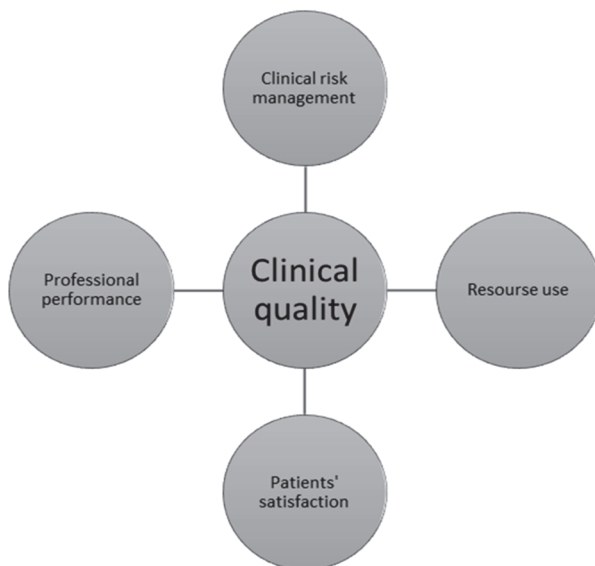 Clinical risk
management
Professional
performance
Clinical
quality
Resourse use
Patients'
satisfaction